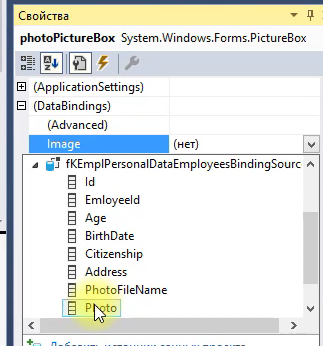 Свойства
photoPictureBox System.Windows.Forms.PictureBox
(ApplicationSettings)
(DataBindings)
(Advanced)
Image (нет)
fKEmplPersonalDataEmployeesBindingSourc
Id
EmloyeeId
Age
BirthDate
Citizenship
Address
PhotoFileName
Photo